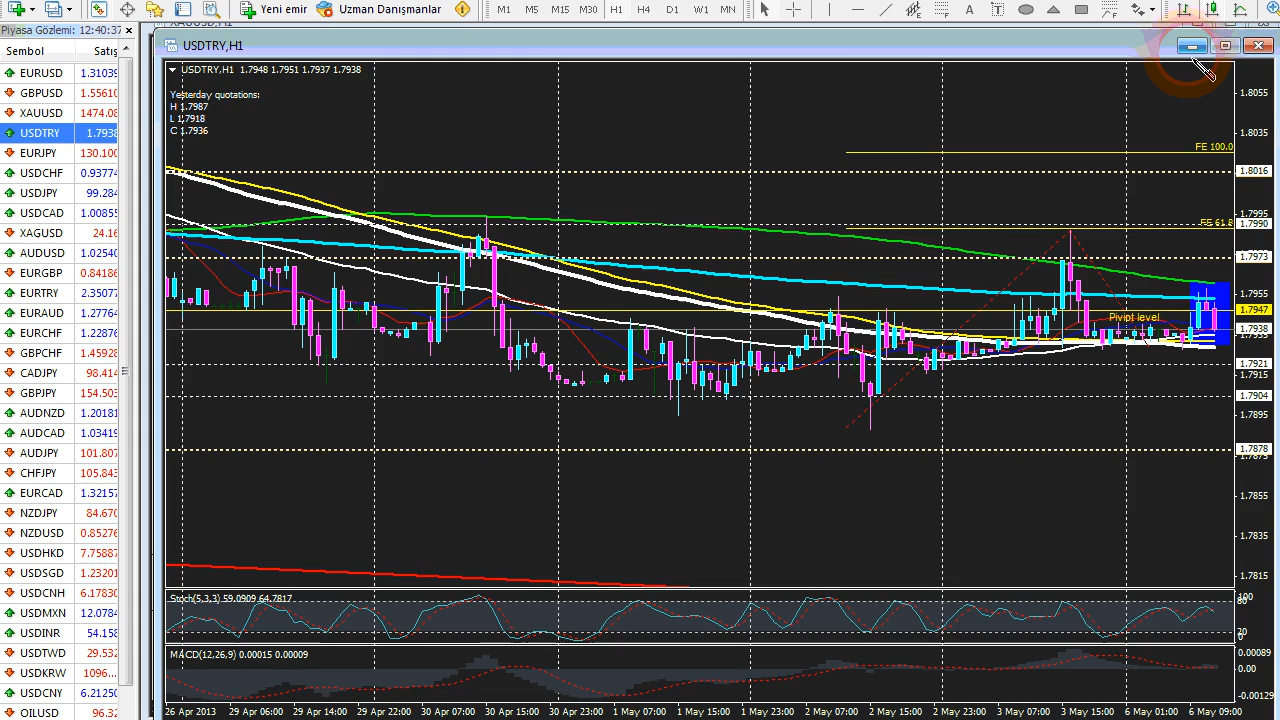 Yeni emir
Uzman Danışmanlar
M1 M5 M15 M30 H1 H4 D1 W1 MN
Piyasa Gözlemi: 12:40:37
Sembol Satış
EURUSD 1.31039
GBPUSD 1.55610
XAUUSD 1474.08
USDTRY 1.7938
EURJPY 130.100
USDCHF 0.93774
USDJPY 99.284
USDCAD 1.00855
XAGUSD 24.16
AUDUSD 1.02540
EURGBP 0.84186
EURTRY 2.35077
EURAUD 1.27764
EURCHF 1.22876
GBPCHF 1.45928
CADJPY 98.414
GBPJPY 154.503
AUDNZD 1.20181
AUDCAD 1.03419
AUDJPY 101.807
CHFJPY 105.843
EURCAD 1.32157
NZDJPY 84.670
NZDUSD 0.85276
USDHKD 7.75887
USDSGD 1.23201
USDCNH 6.17830
USDMXN 12.0784
USDINR 54.158
USDTWD 29.532
USDKRW 1096...
USDCNY 6.21250
OILUSD 96.32
USDTRY,H1
USDTRY,H1 1.7948 1.7951 1.7937 1.7938
Yesterday quotations:
H 1.7987
L 1.7918
C 1.7936
FE 100.0
FE 61.8
Pivot level
1.8055
1.8035
1.8016
1.7995
1.7990
1.7973
1.7955
1.7947
1.7938
1.7935
1.7921
1.7915
1.7904
1.7895
1.7878
1.7875
1.7855
1.7835
1.7815
Stoch(5,3,3) 59.0909 64.7817
100
80
20
0
MACD(12,26,9) 0.00015 0.00009
0.00089
0.00
-0.00129
26 Apr 2013 29 Apr 06:00 29 Apr 14:00 29 Apr 22:00 30 Apr 07:00 30 Apr 15:00 30 Apr 23:00 1 May 07:00 1 May 15:00 1 May 23:00 2 May 07:00 2 May 15:00 2 May 23:00 3 May 07:00 3 May 15:00 6 May 01:00 6 May 09:00